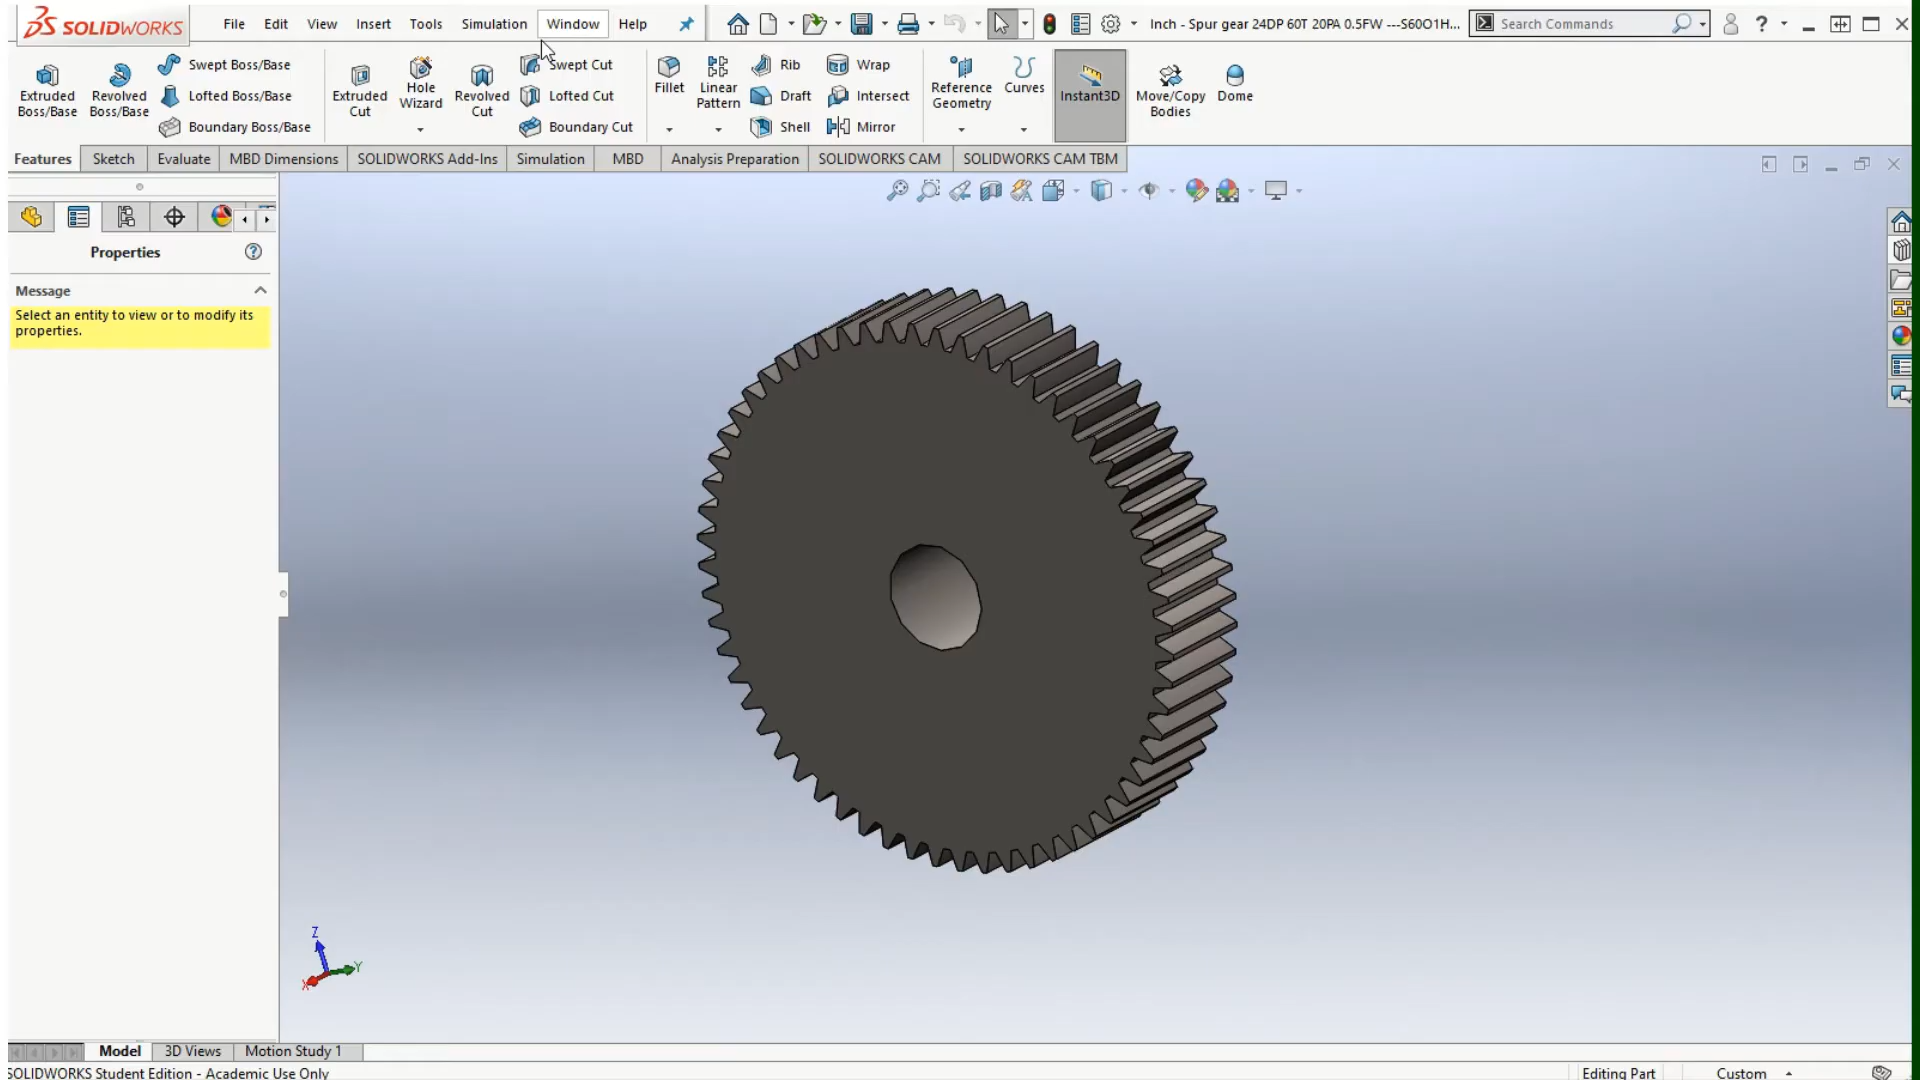 SOLIDWORKS
File Edit View Insert Tools Simulation Window Help
Inch - Spur gear 24DP 60T 20PA 0.5FW ---S60O1H...
Search Commands
?
Extruded Boss/Base
Revolved Boss/Base
Swept Boss/Base
Lofted Boss/Base
Boundary Boss/Base
Extruded Cut
Hole Wizard
Revolved Cut
Swept Cut
Lofted Cut
Boundary Cut
Fillet
Linear Pattern
Rib
Draft
Shell
Wrap
Intersect
Mirror
Reference Geometry
Curves
Instant3D
Move/Copy Bodies
Dome
Features Sketch Evaluate MBD Dimensions SOLIDWORKS Add-Ins Simulation MBD Analysis Preparation SOLIDWORKS CAM SOLIDWORKS CAM TBM
Properties
?
Message
Select an entity to view or to modify its
properties.
Z
Y
X
Model 3D Views Motion Study 1
SOLIDWORKS Student Edition - Academic Use Only
Editing Part
Custom